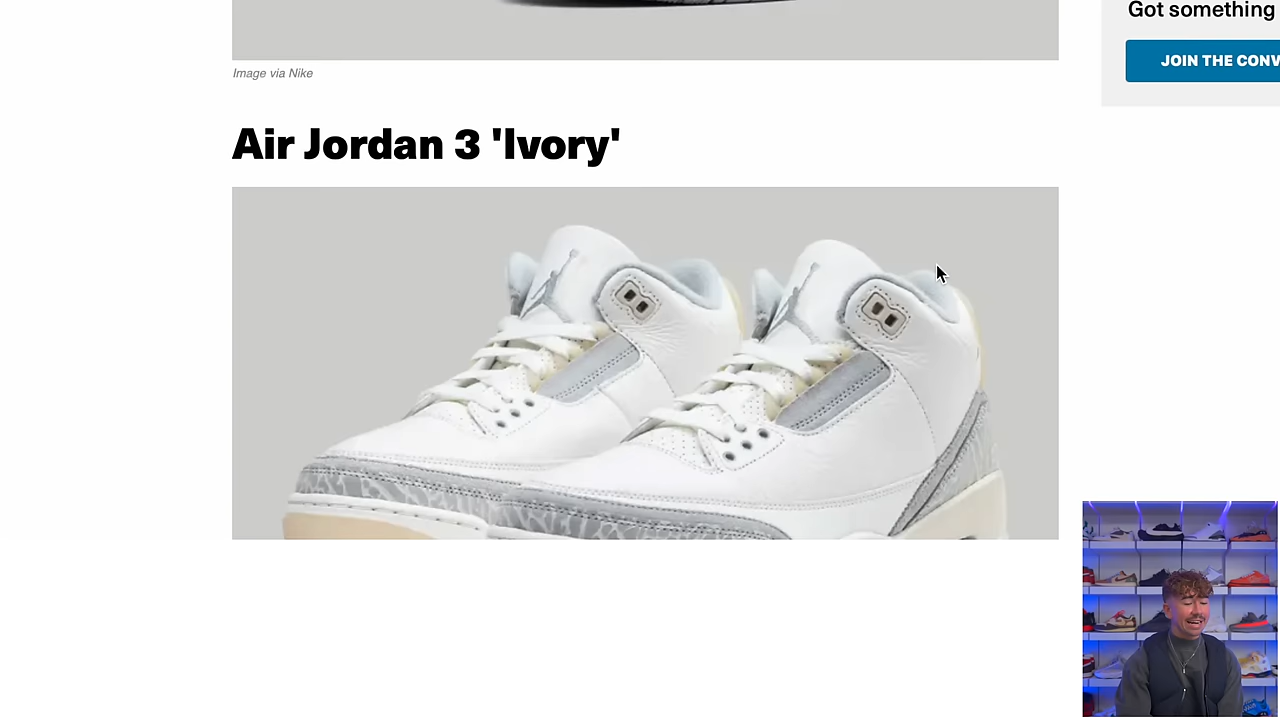 Got something
JOIN THE CONV
Image via Nike
Air Jordan 3 'Ivory'